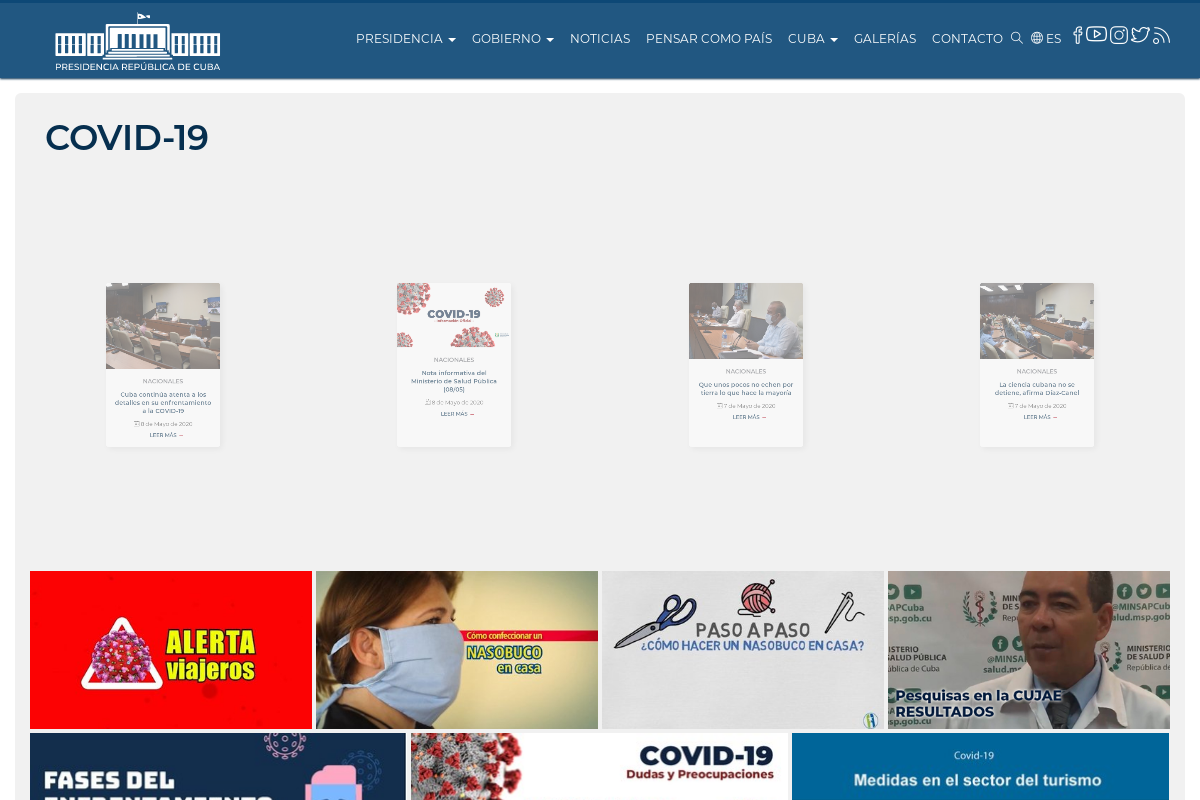 PRESIDENCIA GOBIERNO NOTICIAS PENSAR COMO PAÍS CUBA GALERÍAS CONTACTO ES
PRESIDENCIA REPÚBLICA DE CUBA
COVID-19
NACIONALES
Cuba continúa atenta a los
detalles en su enfrentamiento
a la COVID-19
8 de Mayo de 2020
LEER MÁS →
COVID-19
NACIONALES
Nota informativa del
Ministerio de Salud Pública
(08/05)
8 de Mayo de 2020
LEER MÁS →
NACIONALES
Que unos pocos no echen por
tierra lo que hace la mayoría
7 de Mayo de 2020
LEER MÁS →
NACIONALES
La ciencia cubana no se
detiene, afirma Díaz-Canel
7 de Mayo de 2020
LEER MÁS →
ALERTA
viajeros
Cómo confeccionar un
NASOBUCO
en casa
PASO A PASO
¿CÓMO HACER UN NASOBUCO EN CASA?
@MINSAPCub
salud.msp.go
@MINSA
salud.m
MINISTERIO
DE SALUD P
SALUD PÚBLICA
ública de Cuba
Pesquisas en la CUJAE
RESULTADOS
FASES DEL
ENFRENTAMIENTO
COVID-19
Dudas y Preocupaciones
Covid-19
Medidas en el sector del turismo